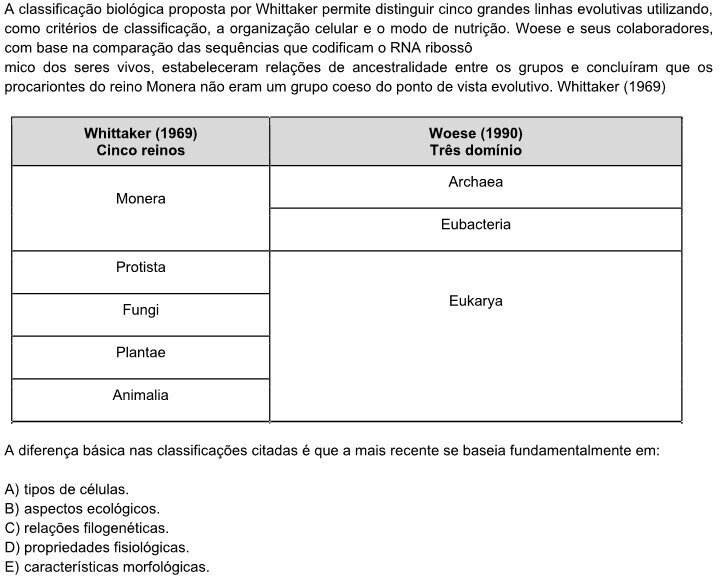 A classificação biológica proposta por Whittaker permite distinguir cinco grandes linhas evolutivas utilizando,
como critérios de classificação, a organização celular e o modo de nutrição. Woese e seus colaboradores,
com base na comparação das sequências que codificam o RNA ribossô
mico dos seres vivos, estabeleceram relações de ancestralidade entre os grupos e concluíram que os
procariontes do reino Monera não eram um grupo coeso do ponto de vista evolutivo. Whittaker (1969)
Whittaker (1969)
Cinco reinos
Woese (1990)
Três domínio
Monera
Archaea
Eubacteria
Protista
Eukarya
Fungi
Plantae
Animalia
A diferença básica nas classificações citadas é que a mais recente se baseia fundamentalmente em:
A) tipos de células.
B) aspectos ecológicos.
C) relações filogenéticas.
D) propriedades fisiológicas.
E) características morfológicas.